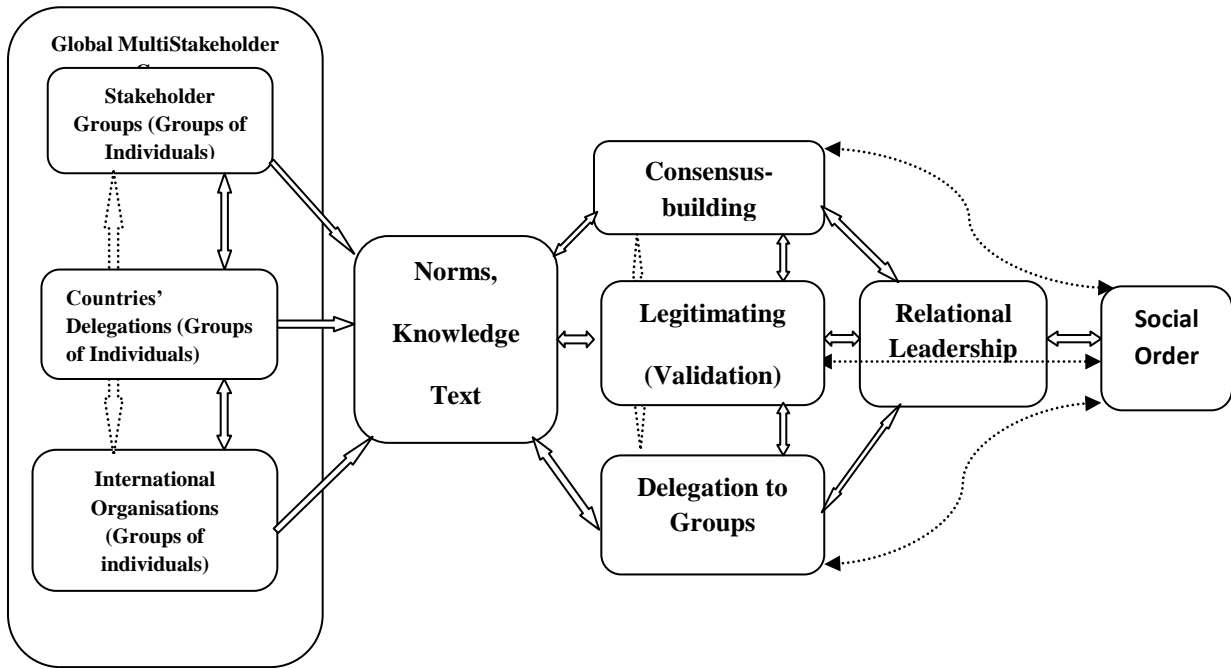 Global MultiStakeholder
Stakeholder
Groups (Groups of
Individuals)
Countries’
Delegations (Groups
of Individuals)
International
Organisations
(Groups of
individuals)
Norms,
Knowledge
Text
Consensus-
building
Legitimating
(Validation)
Delegation to
Groups
Relational
Leadership
Social
Order